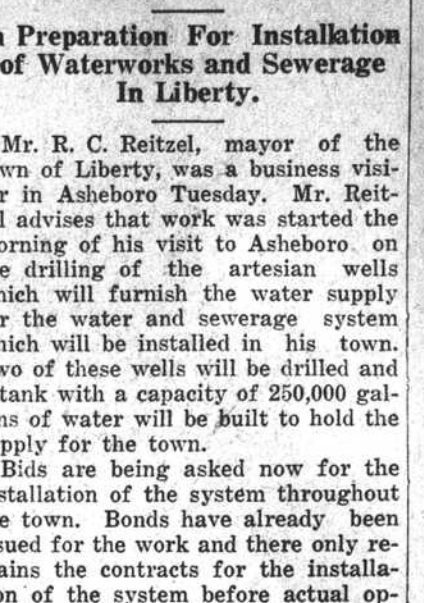 Preparation For Installation
of Waterworks and Sewerage
In Liberty.
Mr. R. C. Reitzel, mayor of the
wn of Liberty, was a business visi-
r in Asheboro Tuesday. Mr. Reit-
l advises that work was started the
orning of his visit to Asheboro on
e drilling of the artesian wells
hich will furnish the water supply
r the water and sewerage system
hich will be installed in his town.
wo of these wells will be drilled and
tank with a capacity of 250,000 gal-
ns of water will be built to hold the
pply for the town.
Bids are being asked now for the
stallation of the system throughout
e town. Bonds have already been
sued for the work and there only re-
ains the contracts for the installa-
on of the system before actual op-